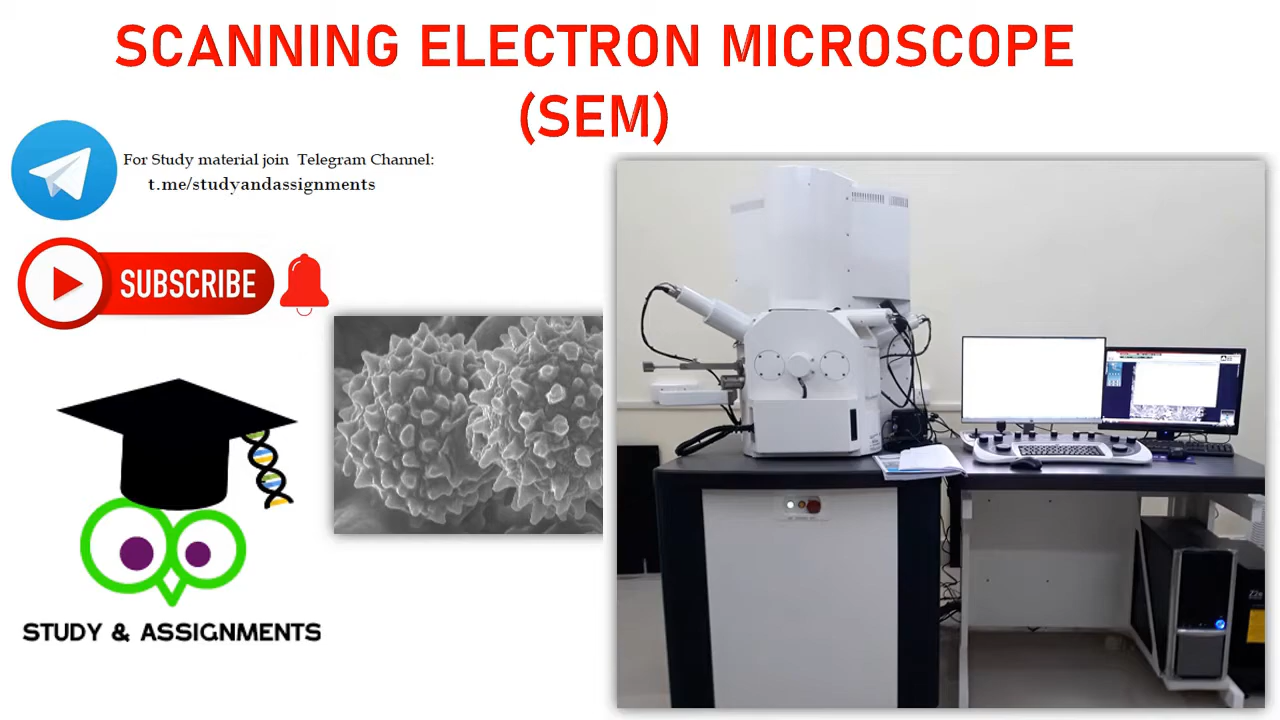 SCANNING ELECTRON MICROSCOPE
(SEM)
For Study material join Telegram Channel:
t.me/studyandassignments
SUBSCRIBE
STUDY & ASSIGNMENTS